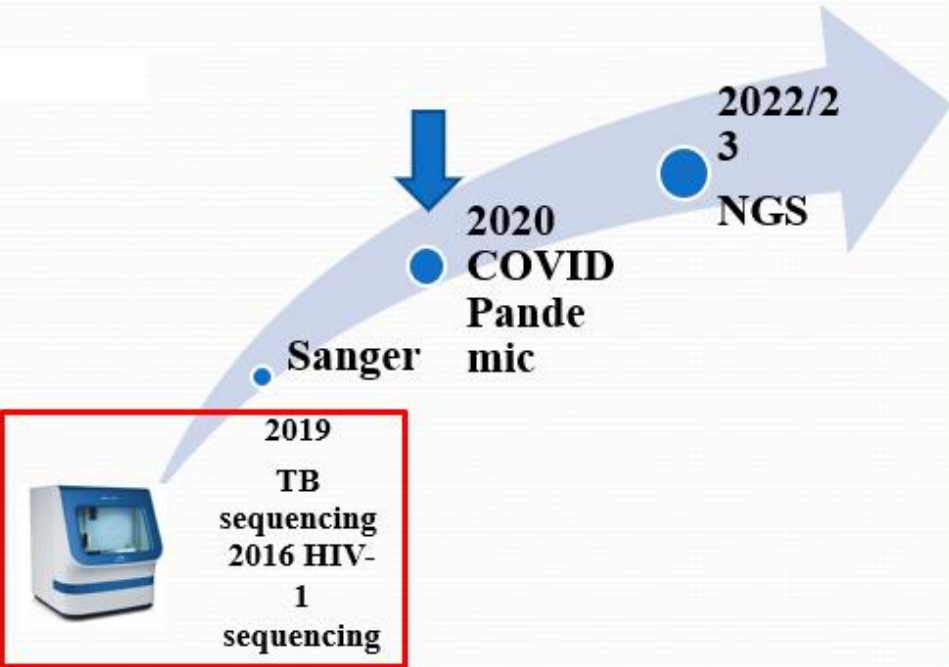 2022/2
3
NGS
2020
COVID
Pande
mic
Sanger
2019
TB
sequencing
2016 HIV-
1
sequencing